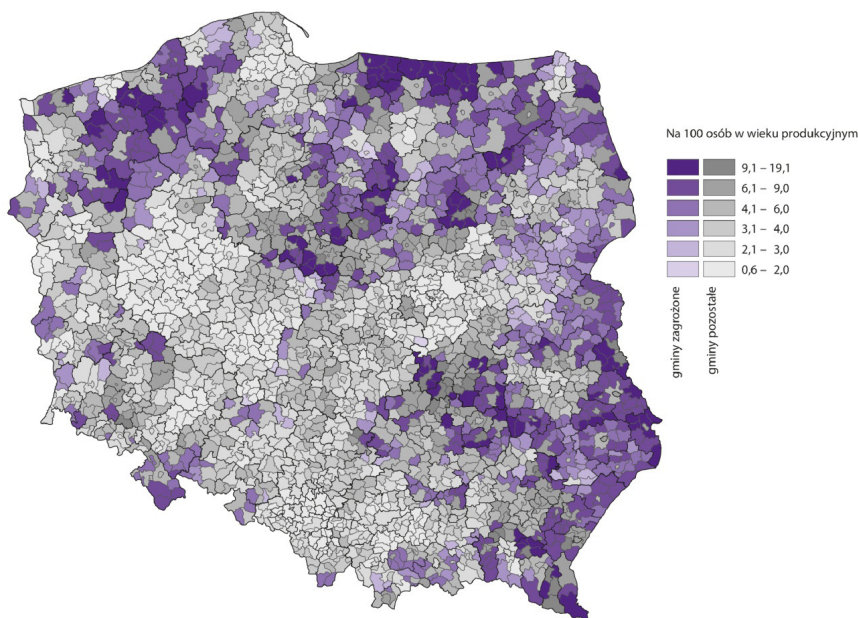 Na 100 osób w wieku produkcyjnym
9,1 – 19,1
6,1 – 9,0
4,1 – 6,0
3,1 – 4,0
2,1 – 3,0
0,6 – 2,0
gminy zagrożone
gminy pozostałe